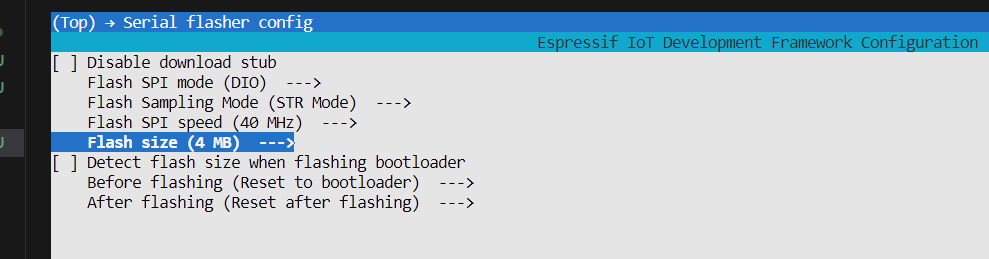 (Top) → Serial flasher config
Espressif IoT Development Framework Configuration
[ ] Disable download stub
Flash SPI mode (DIO)  --->
Flash Sampling Mode (STR Mode)  --->
Flash SPI speed (40 MHz)  --->
Flash size (4 MB)  --->
[ ] Detect flash size when flashing bootloader
Before flashing (Reset to bootloader)  --->
After flashing (Reset after flashing)  --->